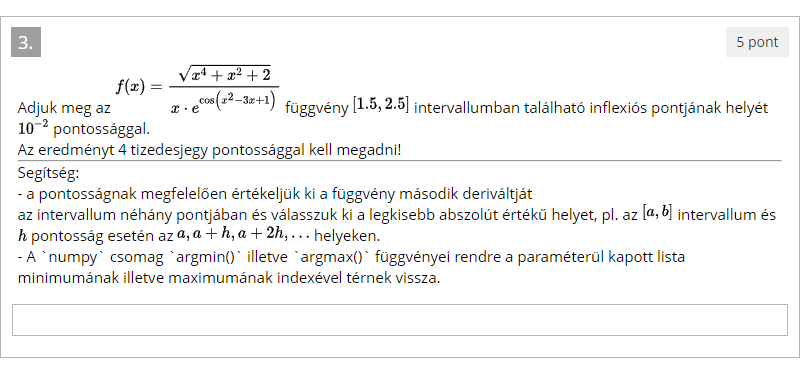 3.
5 pont
Adjuk meg az f(x) = \frac{\sqrt{x^4 + x^2 + 2}}{x \cdot e^{\cos(x^2-3x+1)}} függvény [1.5, 2.5] intervallumban található inflexiós pontjának helyét
10^{-2} pontossággal.
Az eredményt 4 tizedesjegy pontossággal kell megadni!
Segítség:
- a pontosságnak megfelelően értékeljük ki a függvény második deriváltját
az intervallum néhány pontjában és válasszuk ki a legkisebb abszolút értékű helyet, pl. az [a, b] intervallum és
h pontosság esetén az a, a + h, a + 2h, … helyeken.
- A `numpy` csomag `argmin()` illetve `argmax()` függvényei rendre a paraméterül kapott lista
minimumának illetve maximumának indexével térnek vissza.